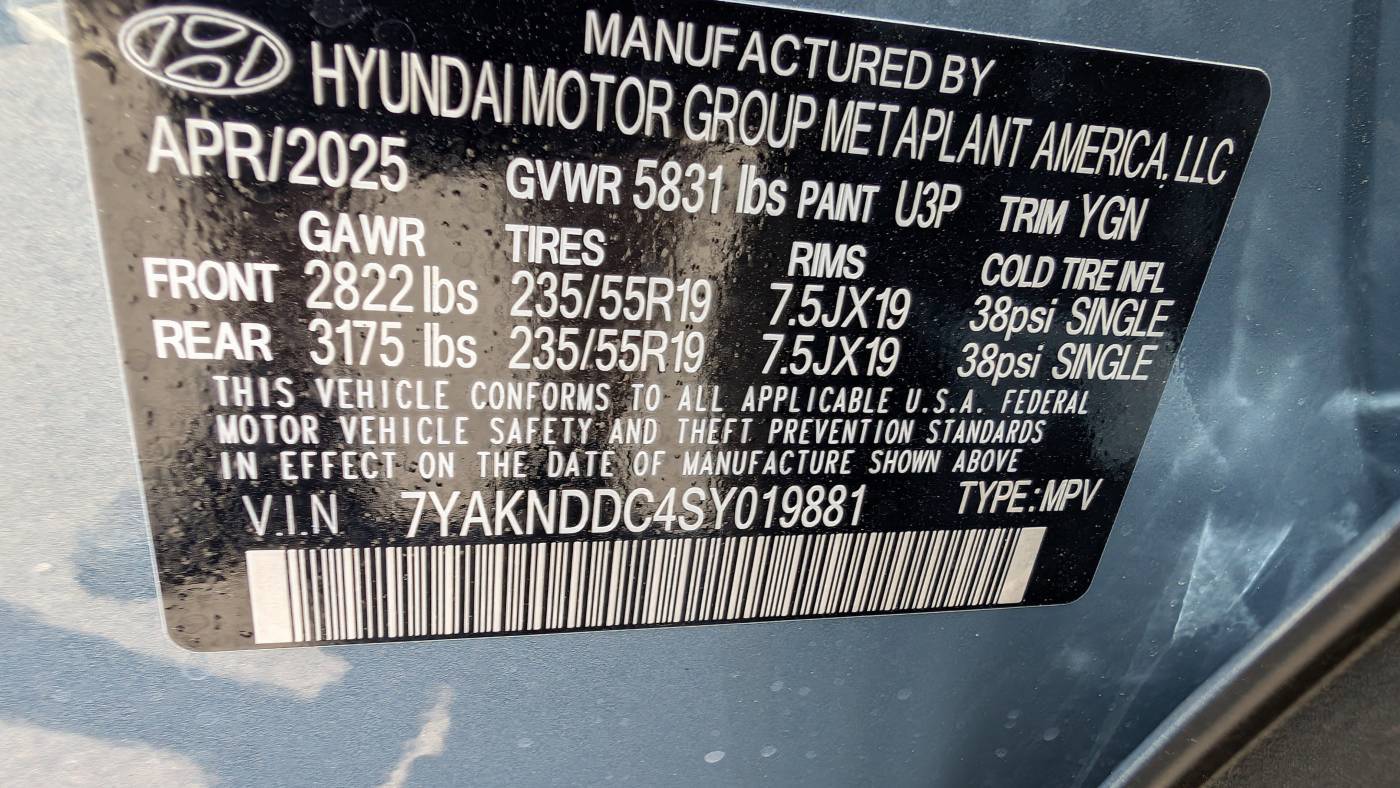 MANUFACTURED BY
HYUNDAI MOTOR GROUP METAPLANT AMERICA, LLC
APR/2025 GVWR 5831 lbs PAINT U3P TRIM YGN
GAWR TIRES RIMS COLD TIRE INFL
FRONT 2822 lbs 235/55R19 7.5JX19 38psi SINGLE
REAR 3175 lbs 235/55R19 7.5JX19 38psi SINGLE
THIS VEHICLE CONFORMS TO ALL APPLICABLE U.S.A. FEDERAL
MOTOR VEHICLE SAFETY AND THEFT PREVENTION STANDARDS
IN EFFECT ON THE DATE OF MANUFACTURE SHOWN ABOVE
V.I.N 7YAKNDDC4SY019881 TYPE:MPV